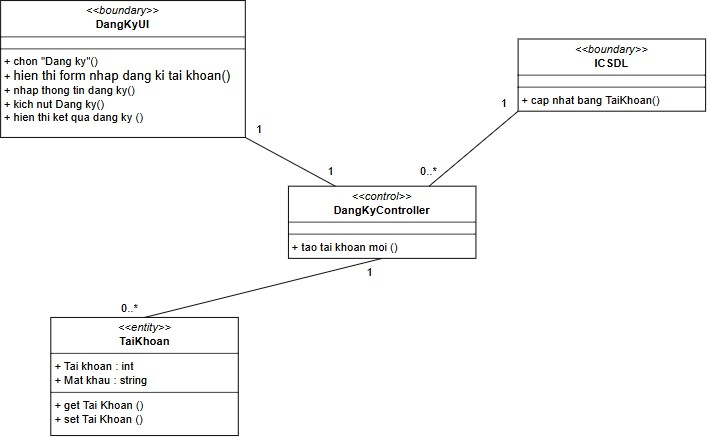 <<boundary>>
DangKyUI
+ chon "Dang ky"()
+ hien thi form nhap dang ki tai khoan()
+ nhap thong tin dang ky()
+ kich nut Dang ky()
+ hien thi ket qua dang ky ()
<<boundary>>
ICSDL
+ cap nhat bang TaiKhoan()
1
1
1
0..*
<<control>>
DangKyController
+ tao tai khoan moi ()
1
0..*
<<entity>>
TaiKhoan
+ Tai khoan : int
+ Mat khau : string
+ get Tai Khoan ()
+ set Tai Khoan ()